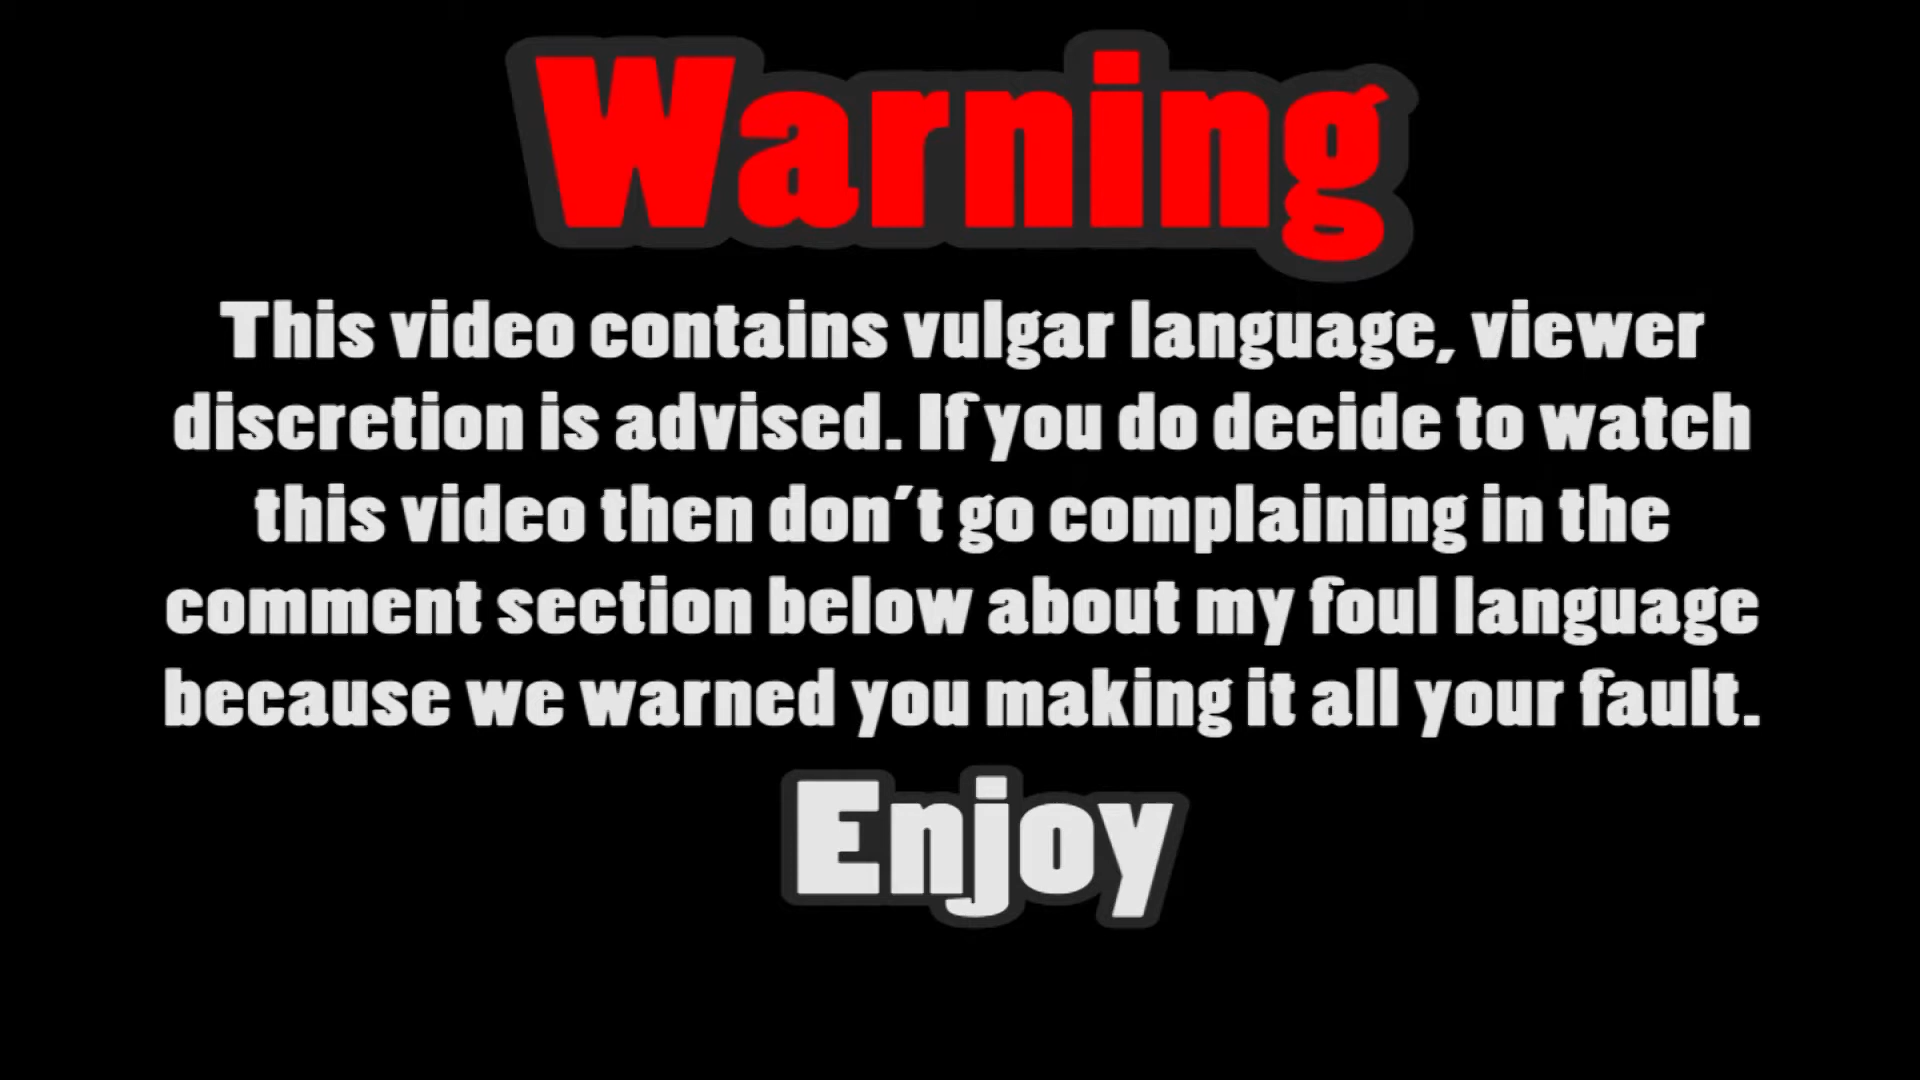 Warning
This video contains vulgar language, viewer
discretion is advised. If you do decide to watch
this video then don't go complaining in the
comment section below about my foul language
because we warned you making it all your fault.
Enjoy